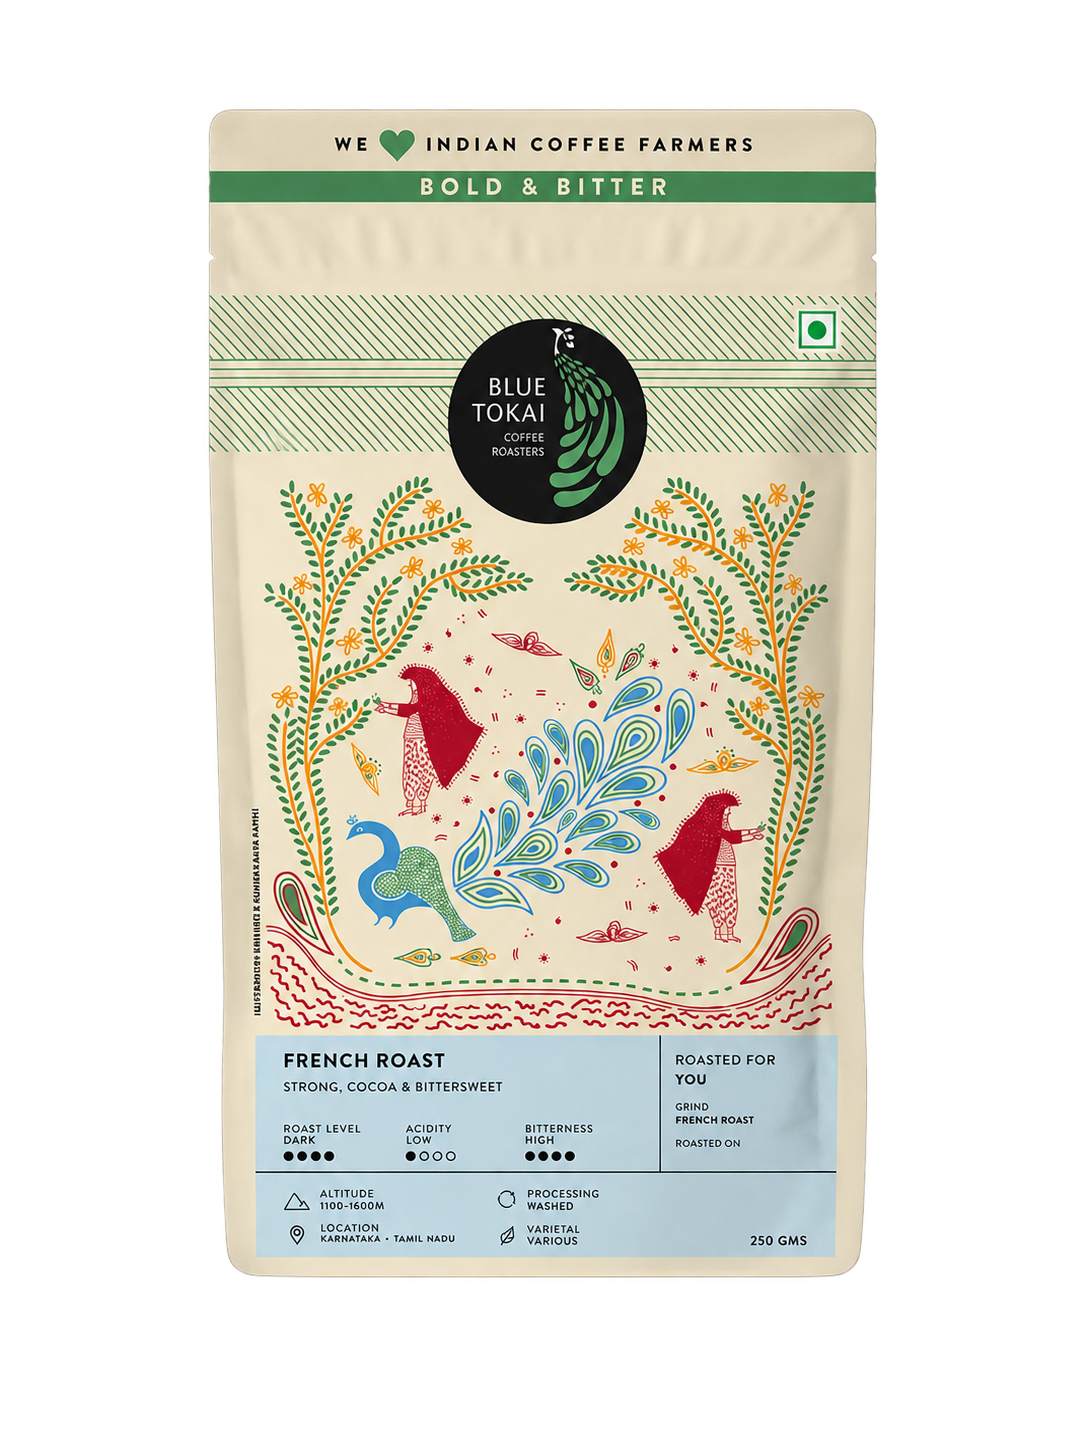 WE INDIAN COFFEE FARMERS
BOLD & BITTER
BLUE
TOKAI
COFFEE
ROASTERS
FRENCH ROAST
STRONG, COCOA & BITTERSWEET
ROAST LEVEL
DARK
ACIDITY
LOW
BITTERNESS
HIGH
ROASTED FOR
YOU
GRIND
FRENCH ROAST
ROASTED ON
ALTITUDE
1100-1600M
PROCESSING
WASHED
LOCATION
KARNATAKA • TAMIL NADU
VARIETAL
VARIOUS
250 GMS